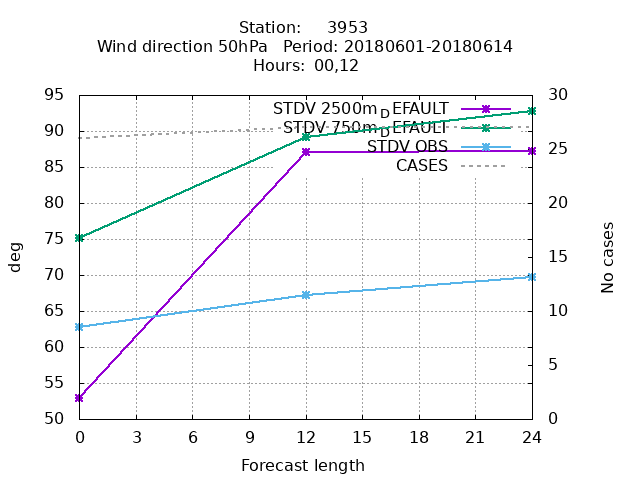 Station: 3953
Wind direction 50hPa Period: 20180601-20180614
Hours: 00,12
95 30
STDV 2500m_DEFAULT
90 STDV 750m_DEFAULT
STDV OBS 25
85 CASES
80 20
75
deg
No cases
15
70
65 10
60
55 5
50 0
0 3 6 9 12 15 18 21 24
Forecast length